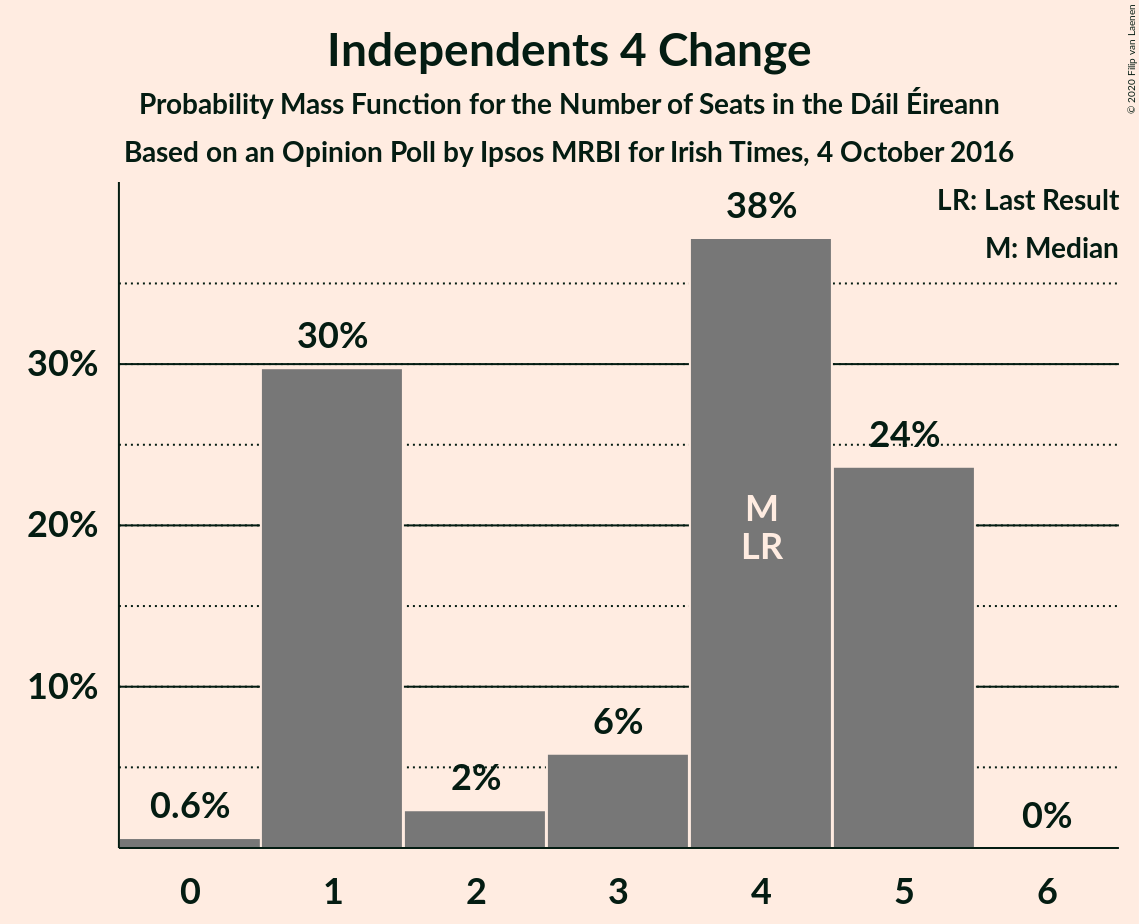 Independents 4 Change
Probability Mass Function for the Number of Seats in the Dáil Éireann
Based on an Opinion Poll by Ipsos MRBI for Irish Times, 4 October 2016
© 2020 Filip van Laenen
LR: Last Result
M: Median
38%
30%
30%
24%
M
LR
20%
10%
6%
2%
0.6%
0%
0 1 2 3 4 5 6